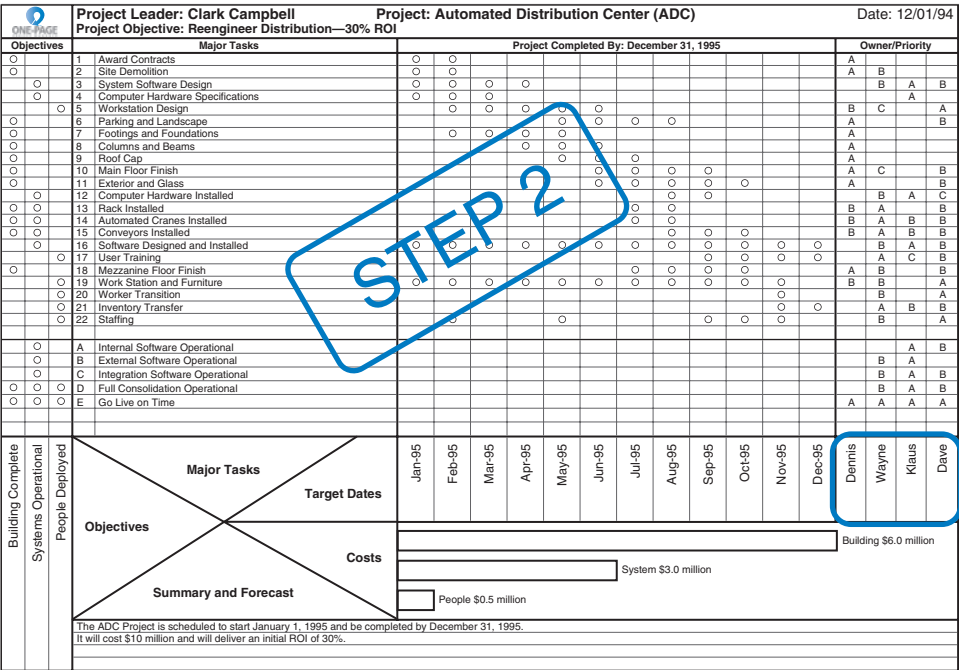 ONE-PAGE
Project Leader: Clark Campbell Project: Automated Distribution Center (ADC) Date: 12/01/94
Project Objective: Reengineer Distribution—30% ROI
Objectives Major Tasks Project Completed By: December 31, 1995 Owner/Priority
O 1 Award Contracts O O A
O 2 Site Demolition O O A B
O 3 System Software Design O O O O B A B
O 4 Computer Hardware Specifications O O O A
O 5 Workstation Design O O O O O B C A
O 6 Parking and Landscape O O O O A B
O 7 Footings and Foundations O O O O A
O 8 Columns and Beams O O O A
O 9 Roof Cap O O O A
O 10 Main Floor Finish O O O O A C B
O 11 Exterior and Glass O O O O O A B
O 12 Computer Hardware Installed O O B A C
O O 13 Rack Installed O O B A B
O O 14 Automated Cranes Installed O O B A B B
O O 15 Conveyors Installed O O O B A B B
O 16 Software Designed and Installed O O O O O O O O O O O O B A B
O 17 User Training O O O O A C B
O 18 Mezzanine Floor Finish O O O O A B B
O 19 Work Station and Furniture O O O O O O O O O O O B B A
O 20 Worker Transition O B A
O 21 Inventory Transfer O O A B B
O 22 Staffing O O O O O B A
O A Internal Software Operational A B
O B External Software Operational B A
O C Integration Software Operational B A B
O O O D Full Consolidation Operational B A B
O O O E Go Live on Time A A A A
STEP 2
Building Complete
Systems Operational
People Deployed
Major Tasks
Target Dates
Objectives
Costs
Summary and Forecast
Jan-95
Feb-95
Mar-95
Apr-95
May-95
Jun-95
Jul-95
Aug-95
Sep-95
Oct-95
Nov-95
Dec-95
Dennis
Wayne
Klaus
Dave
Building $6.0 million
System $3.0 million
People $0.5 million
The ADC Project is scheduled to start January 1, 1995 and be completed by December 31, 1995.
It will cost $10 million and will deliver an initial ROI of 30%.